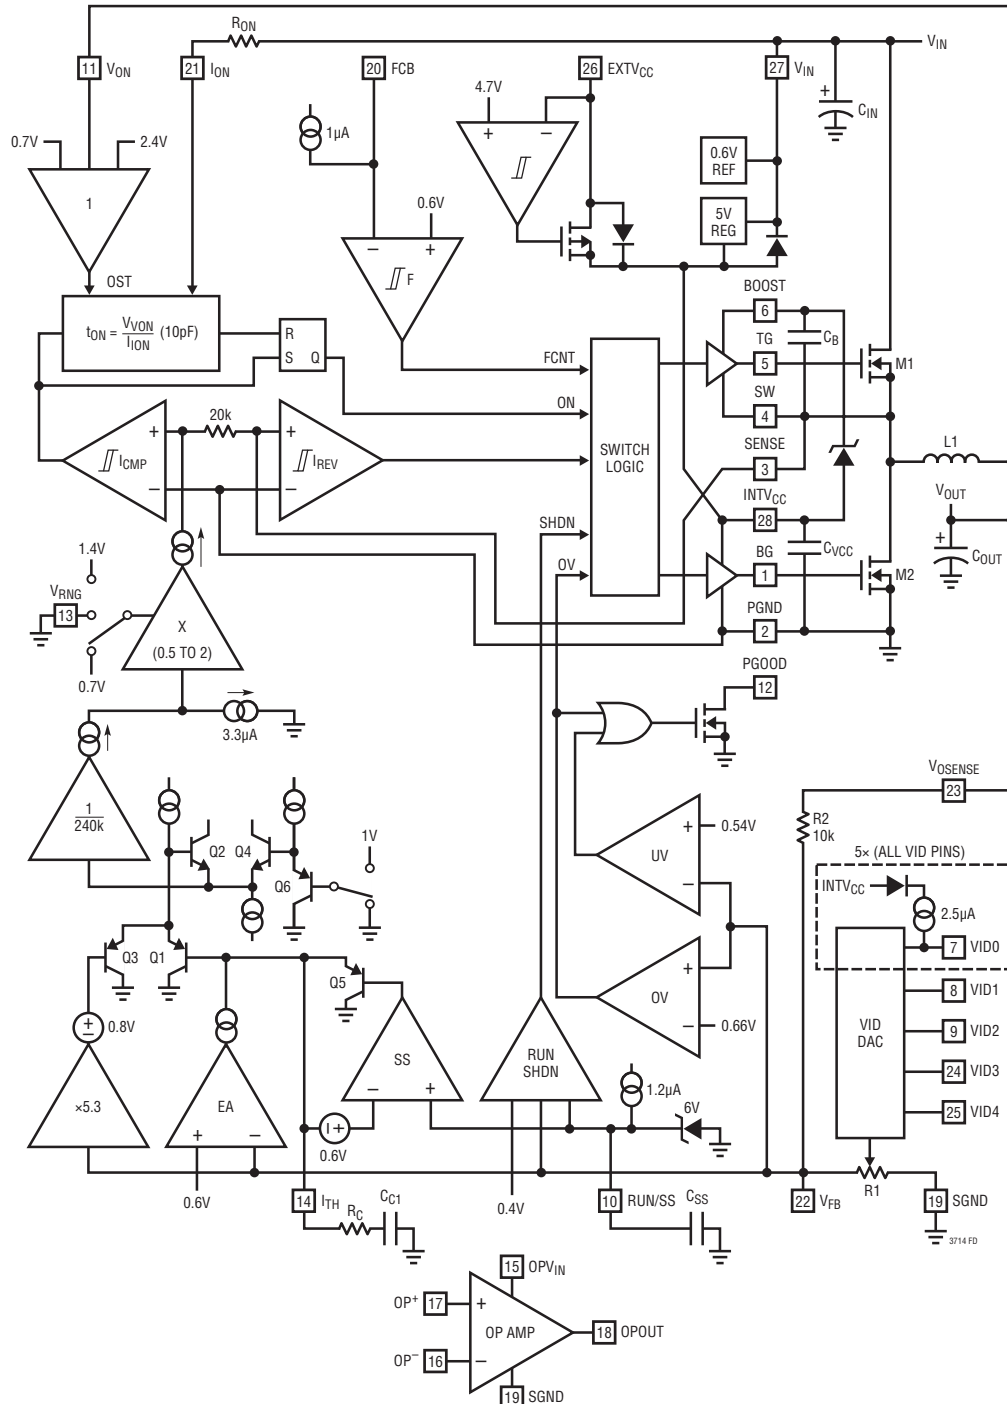 RON
VIN
11 VON
21 ION
20 FCB
26 EXTVCC
27 VIN
+
CIN
1µA
4.7V
+ −
0.7V
2.4V
1
0.6V
REF
0.6V
5V
REG
− +
F
OST
tON = VVON/IION (10pF)
R
S Q
BOOST
6
TG
CB
5
M1
FCNT
SW
4
ON
20k
SENSE
3
L1
+ +
ICMP
IREV
− −
SWITCH
LOGIC
INTVCC
28
VOUT
SHDN
CVCC
+
COUT
1.4V
OV
BG
1
M2
VRNG
13
X
(0.5 TO 2)
PGND
2
0.7V
PGOOD
12
3.3µA
VOSENSE
23
1/240k
R2
10k
Q2 Q4
1V
+ 0.54V
UV
−
5× (ALL VID PINS)
Q6
INTVCC
2.5µA
7 VID0
Q3 Q1
Q5
+
OV
− 0.66V
8 VID1
+
−
0.8V
VID
DAC
9 VID2
SS
− +
RUN
SHDN
1.2µA
24 VID3
×5.3
EA
+ −
6V
25 VID4
− +
0.6V
R1
0.6V
14 ITH
CC1
RC
0.4V
10 RUN/SS
CSS
22 VFB
19 SGND
3714 FD
15 OPVIN
OP+ 17
+
OP AMP
18 OPOUT
OP− 16
−
19 SGND